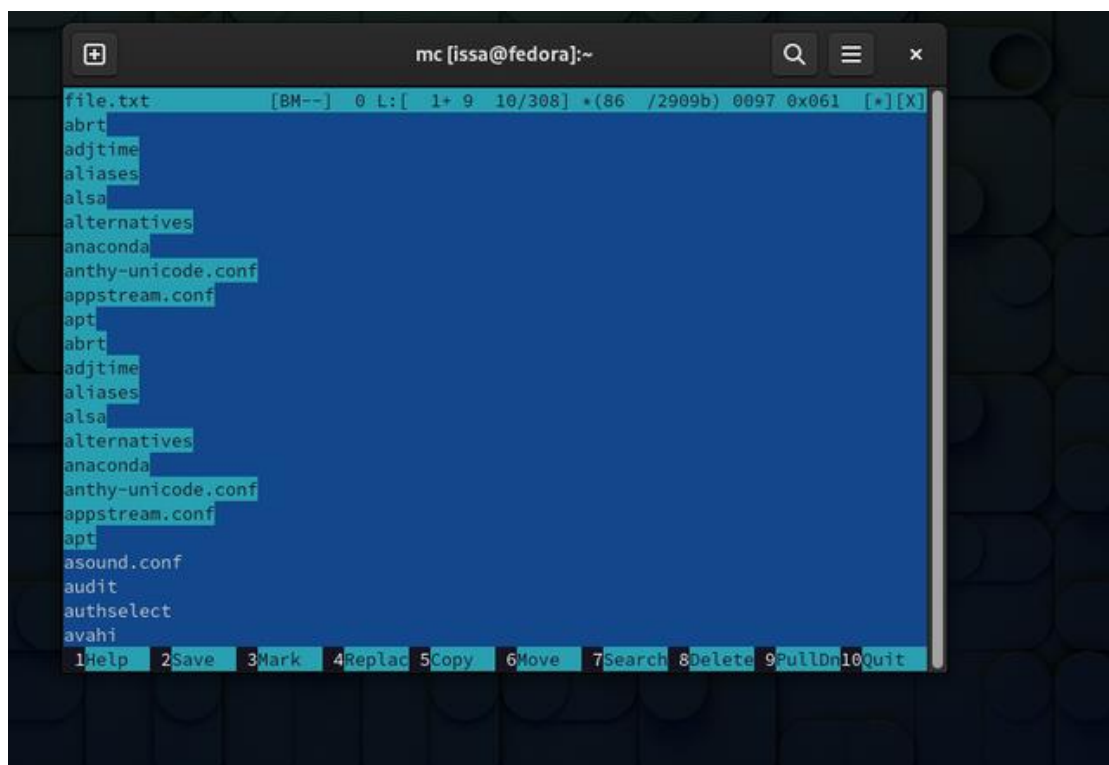 mc [issa@fedora]:~
file.txt [BM--] 0 L:[ 1+ 9 10/308] *(86 /2909b) 0097 0x061 [*][X]
abrt
adjtime
aliases
alsa
alternatives
anaconda
anthy-unicode.conf
appstream.conf
apt
abrt
adjtime
aliases
alsa
alternatives
anaconda
anthy-unicode.conf
appstream.conf
apt
asound.conf
audit
authselect
avahi
1Help 2Save 3Mark 4Replac 5Copy 6Move 7Search 8Delete 9PullDn10Quit